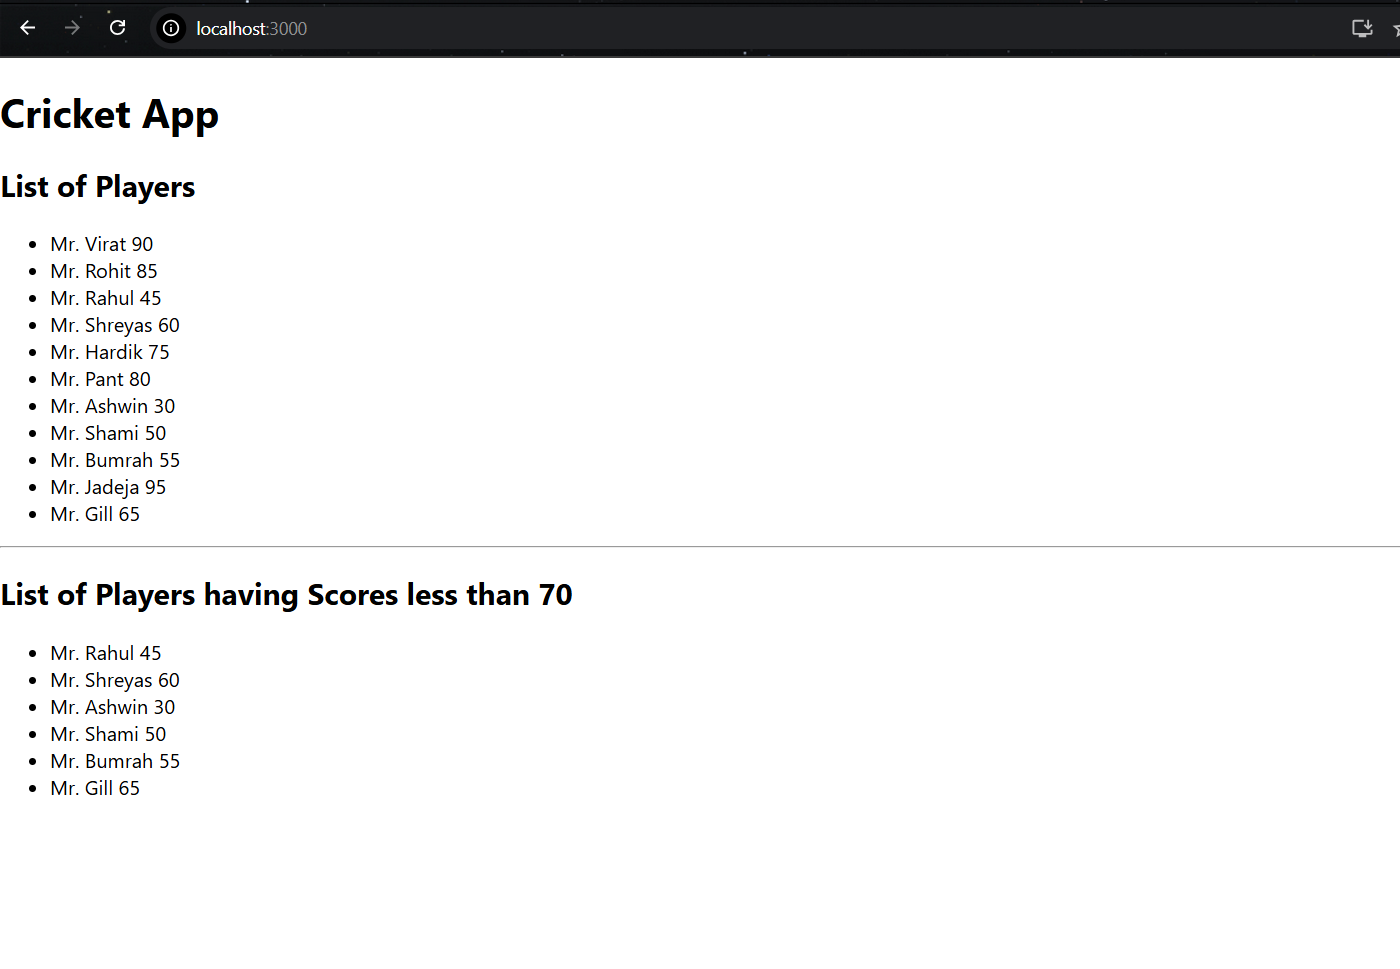 localhost:3000
Cricket App
List of Players
Mr. Virat 90
Mr. Rohit 85
Mr. Rahul 45
Mr. Shreyas 60
Mr. Hardik 75
Mr. Pant 80
Mr. Ashwin 30
Mr. Shami 50
Mr. Bumrah 55
Mr. Jadeja 95
Mr. Gill 65
List of Players having Scores less than 70
Mr. Rahul 45
Mr. Shreyas 60
Mr. Ashwin 30
Mr. Shami 50
Mr. Bumrah 55
Mr. Gill 65